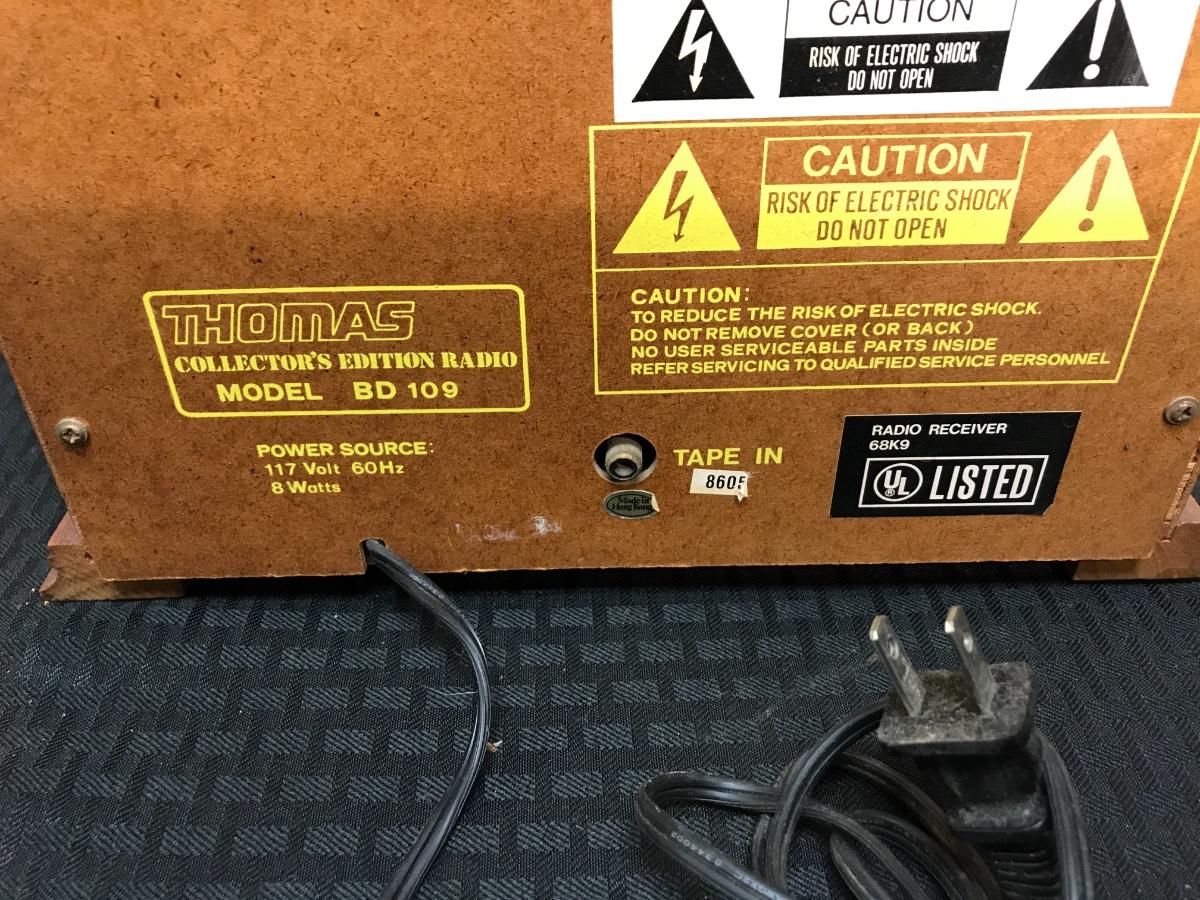 CAUTION
RISK OF ELECTRIC SHOCK
DO NOT OPEN
CAUTION
RISK OF ELECTRIC SHOCK
DO NOT OPEN
CAUTION:
TO REDUCE THE RISK OF ELECTRIC SHOCK.
DO NOT REMOVE COVER (OR BACK)
NO USER SERVICEABLE PARTS INSIDE
REFER SERVICING TO QUALIFIED SERVICE PERSONNEL
THOMAS
COLLECTOR'S EDITION RADIO
MODEL BD 109
POWER SOURCE:
117 Volt 60Hz
8 Watts
TAPE IN
8605
Made in
Hong Kong
RADIO RECEIVER
68K9
UL LISTED